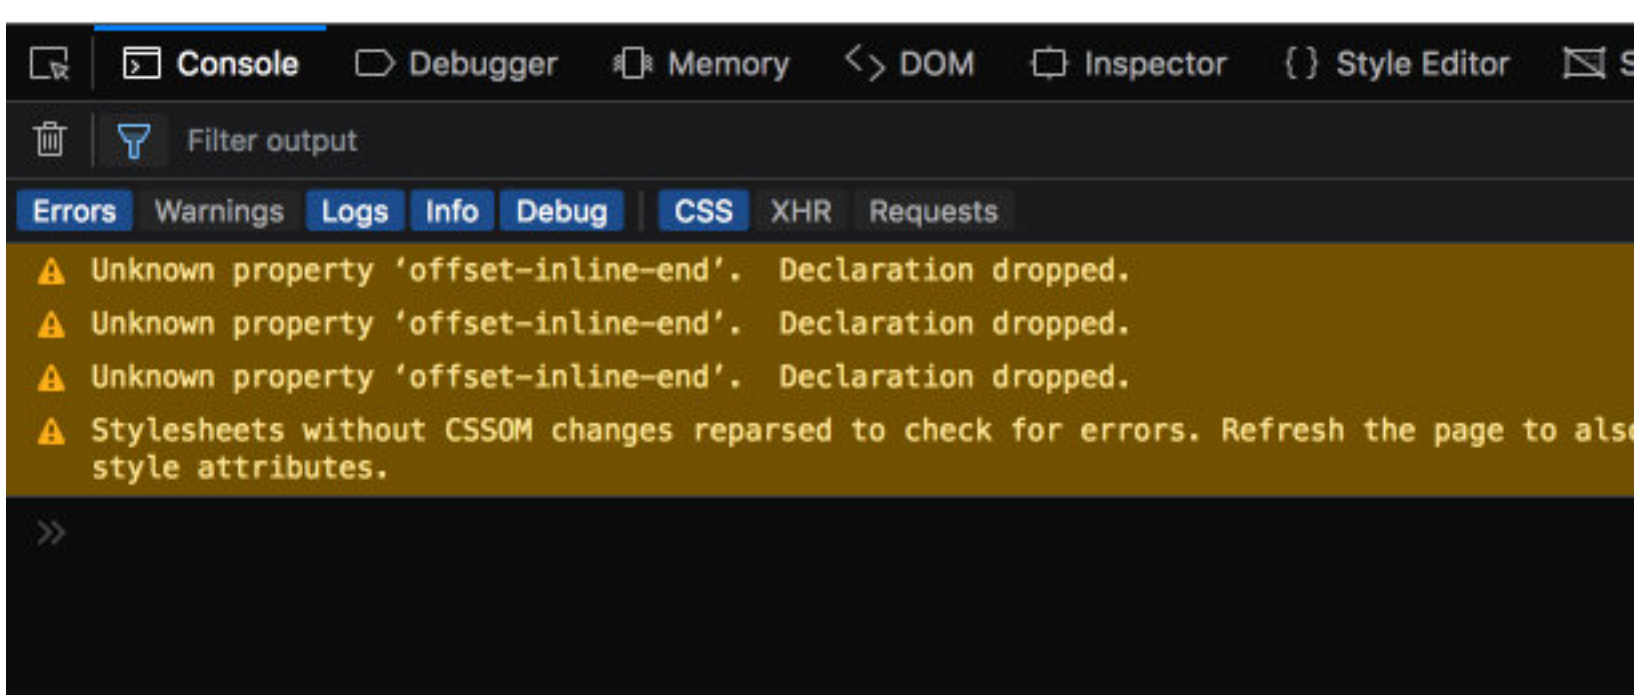 Console Debugger Memory DOM Inspector {} Style Editor
Filter output
Errors Warnings Logs Info Debug CSS XHR Requests
Unknown property ‘offset-inline-end’. Declaration dropped.
Unknown property ‘offset-inline-end’. Declaration dropped.
Unknown property ‘offset-inline-end’. Declaration dropped.
Stylesheets without CSSOM changes reparsed to check for errors. Refresh the page to also
style attributes.